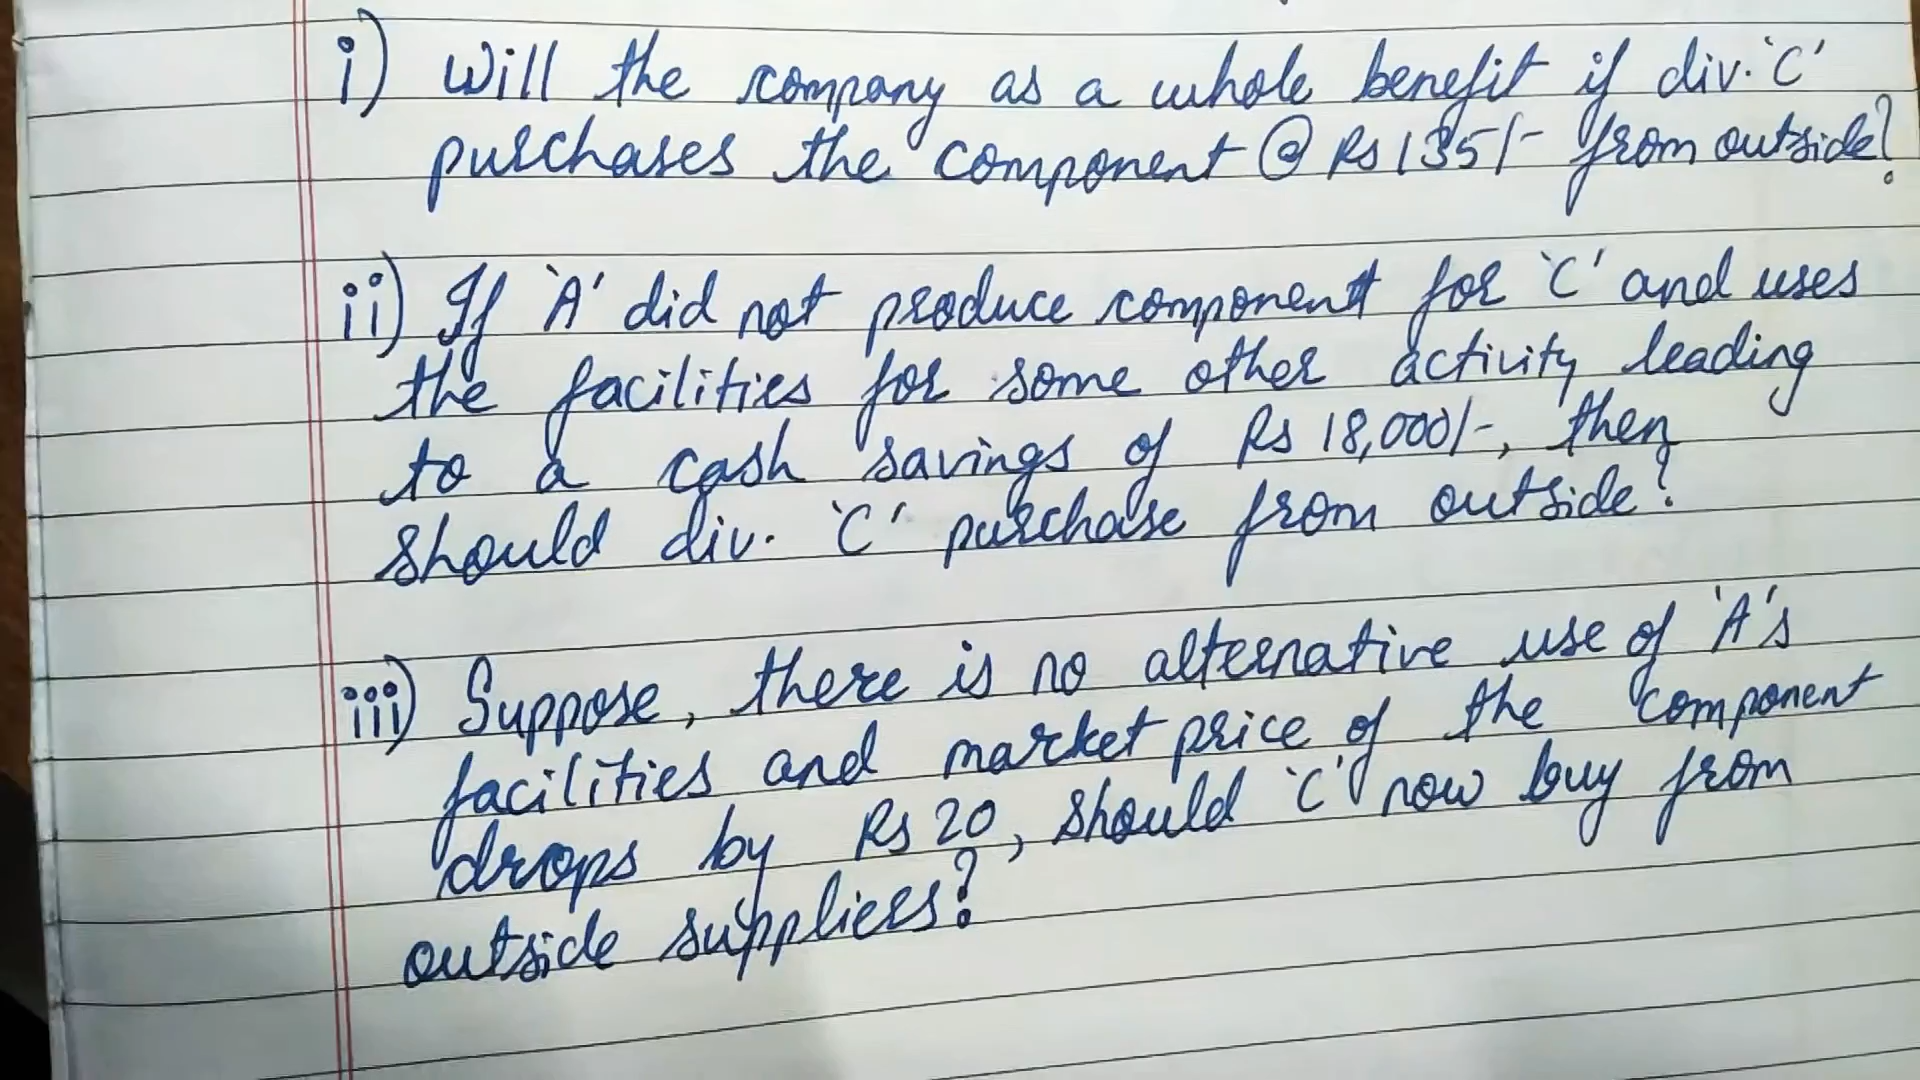 i) Will the company as a whole benefit if div. 'C'
purchases the component @ Rs 135/- from outside?
ii) If 'A' did not produce component for 'C' and uses
the facilities for some other activity leading
to a cash savings of Rs 18,000/-, then
should div. 'C' purchase from outside?
iii) Suppose, there is no alternative use of 'A's
facilities and market price of the component
drops by Rs 20, should 'C' now buy from
outside suppliers?